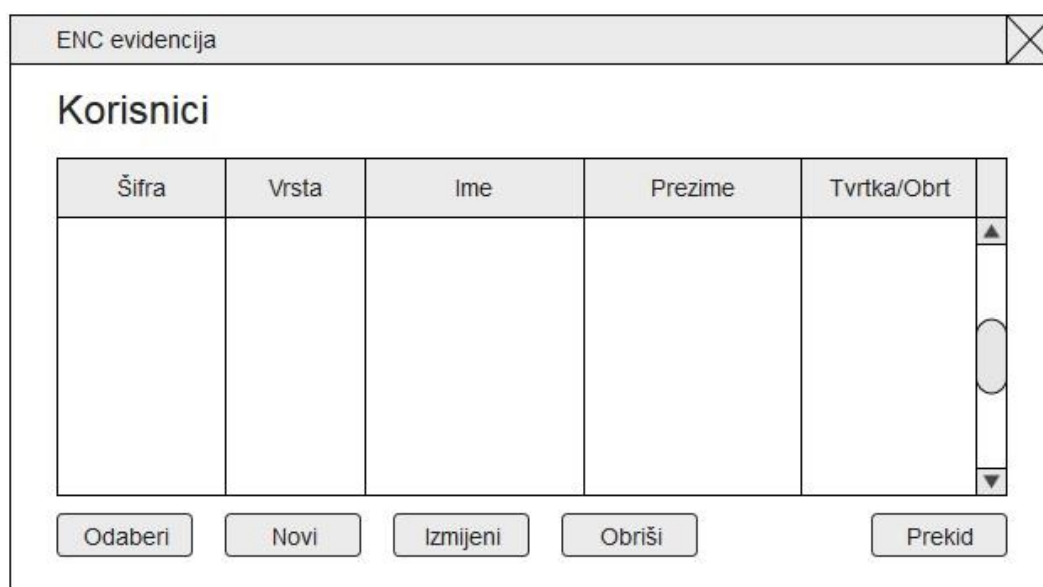 ENC evidencija
Korisnici
Šifra Vrsta Ime Prezime Tvrtka/Obrt
Odaberi Novi Izmijeni Obriši Prekid